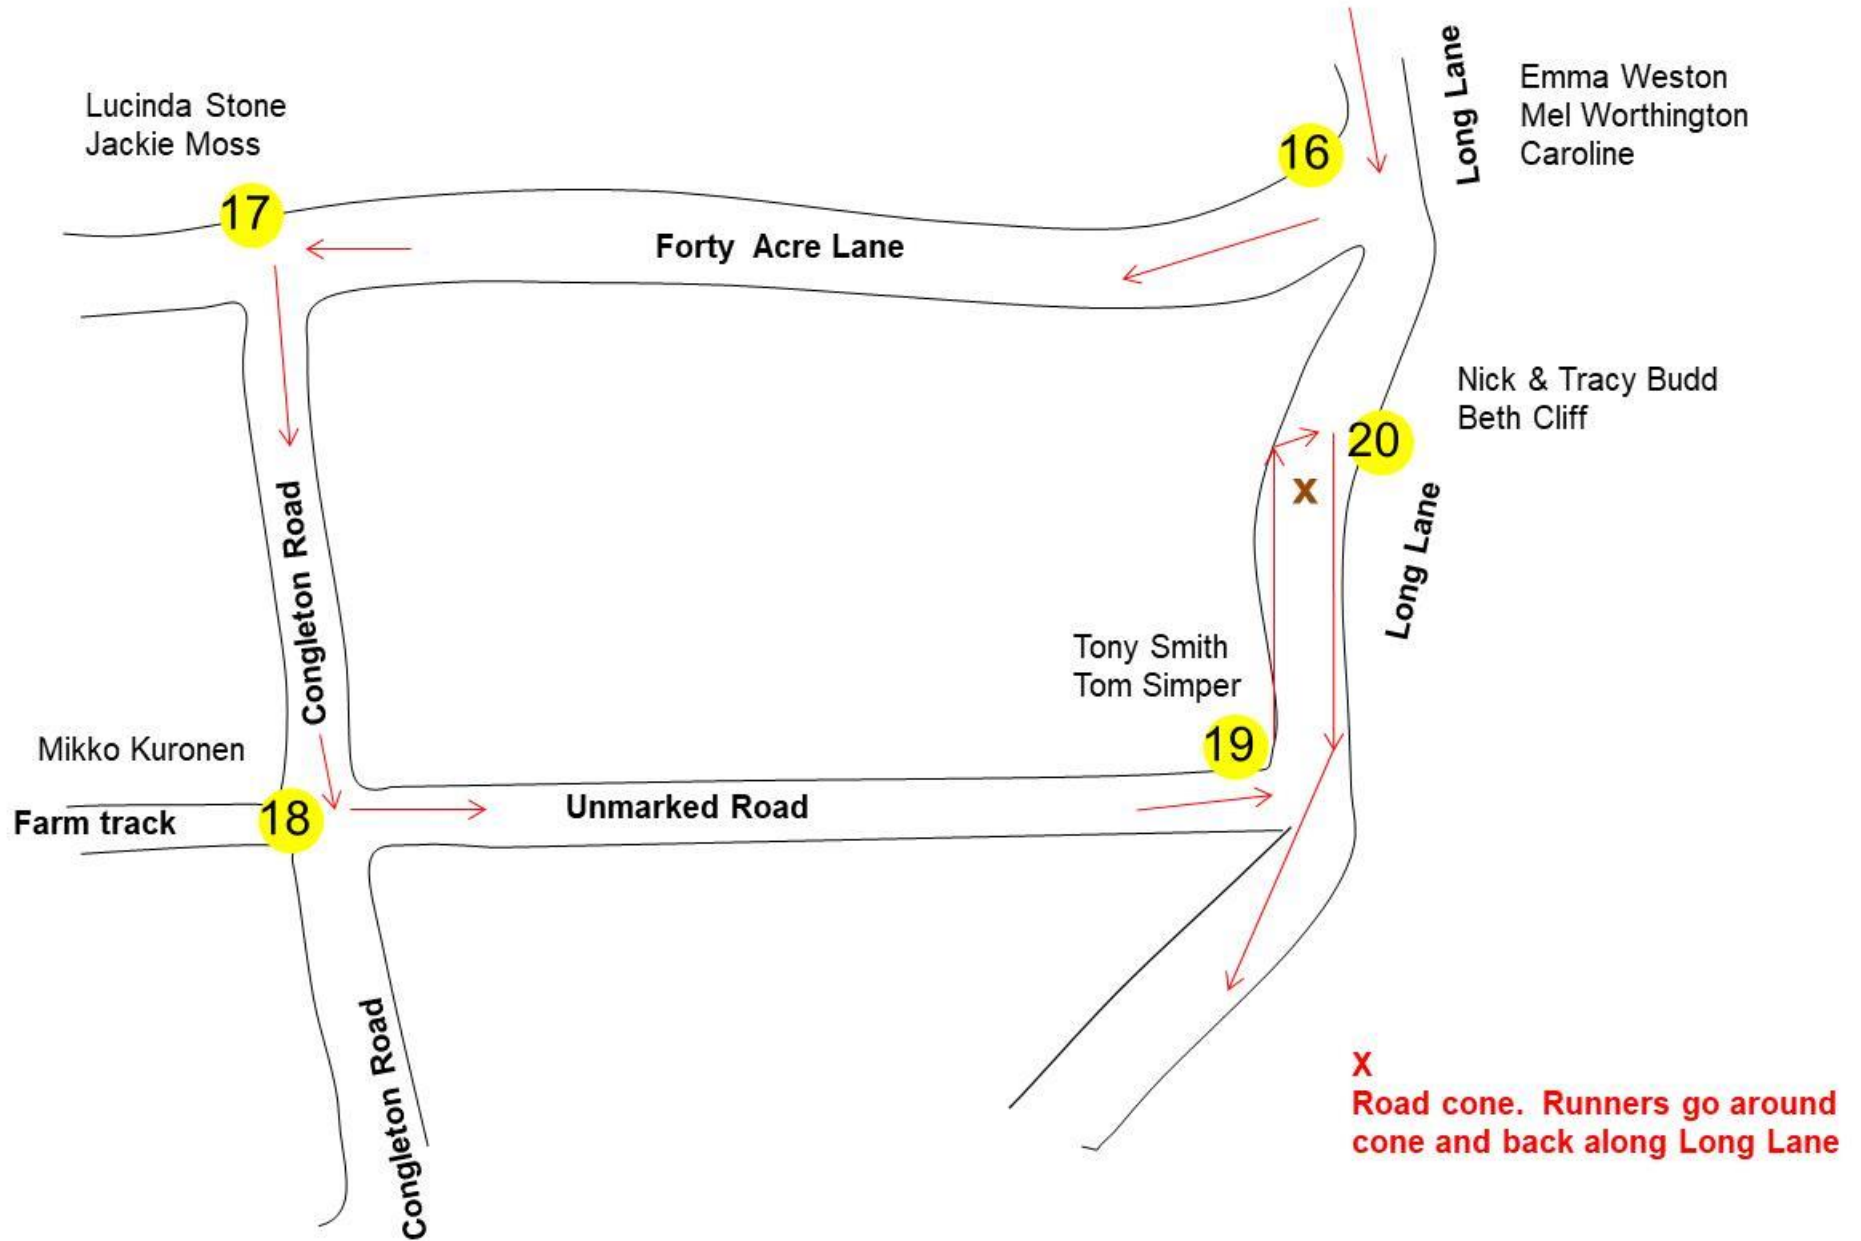 Long Lane
Emma Weston
Mel Worthington
Caroline
Lucinda Stone
Jackie Moss
16
17
Forty Acre Lane
Nick & Tracy Budd
Beth Cliff
20
X
Long Lane
Congleton Road
Tony Smith
Tom Simper
19
Mikko Kuronen
18
Farm track
Unmarked Road
Congleton Road
X
Road cone. Runners go around
cone and back along Long Lane